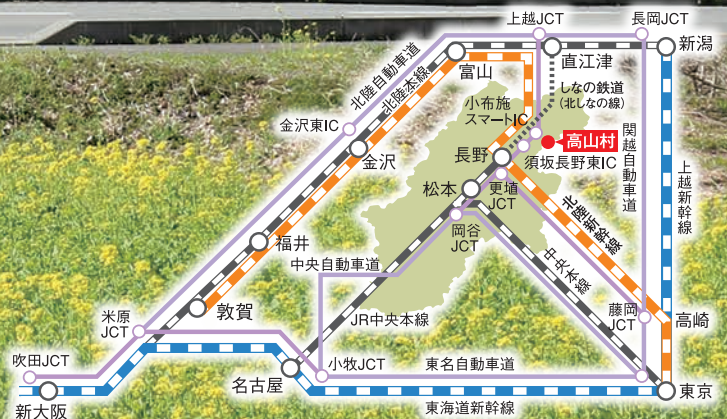 上越JCT
長岡JCT
新潟
直江津
富山
北陸自動車道
北陸本線
しなの鉄道
(北しなの線)
小布施
スマートIC
金沢東IC
高山村
金沢
長野
須坂長野東IC
関越自動車道
上越新幹線
松本
更埴
JCT
北陸新幹線
岡谷
JCT
福井
中央自動車道
中央本線
敦賀
米原
JCT
JR中央本線
藤岡
JCT
高崎
吹田JCT
小牧JCT
東名自動車道
名古屋
新大阪
東海道新幹線
東京